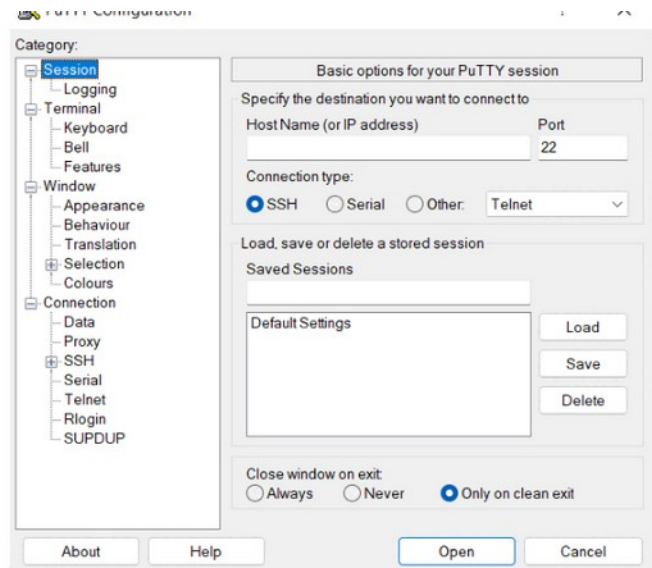 PuTTY Configuration
Category:
Session
Logging
Terminal
Keyboard
Bell
Features
Window
Appearance
Behaviour
Translation
Selection
Colours
Connection
Data
Proxy
SSH
Serial
Telnet
Rlogin
SUPDUP
Basic options for your PuTTY session
Specify the destination you want to connect to
Host Name (or IP address) Port
22
Connection type:
SSH Serial Other: Telnet
Load, save or delete a stored session
Saved Sessions
Default Settings
Load
Save
Delete
Close window on exit:
Always Never Only on clean exit
About Help Open Cancel